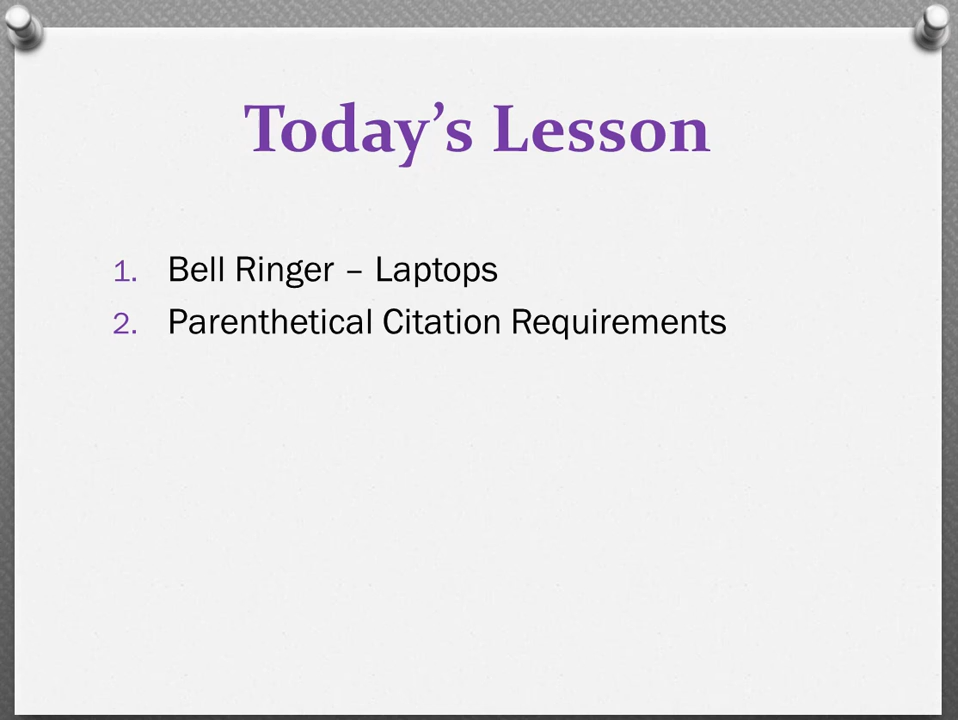 Today’s Lesson
1. Bell Ringer – Laptops
2. Parenthetical Citation Requirements